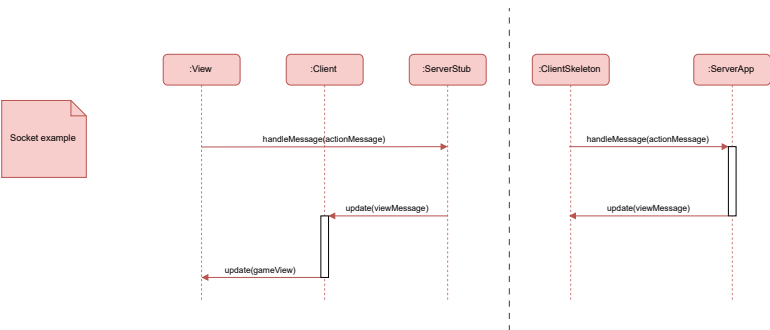 :View
:Client
:ServerStub
:ClientSkeleton
:ServerApp
Socket example
handleMessage(actionMessage)
handleMessage(actionMessage)
update(viewMessage)
update(viewMessage)
update(gameView)